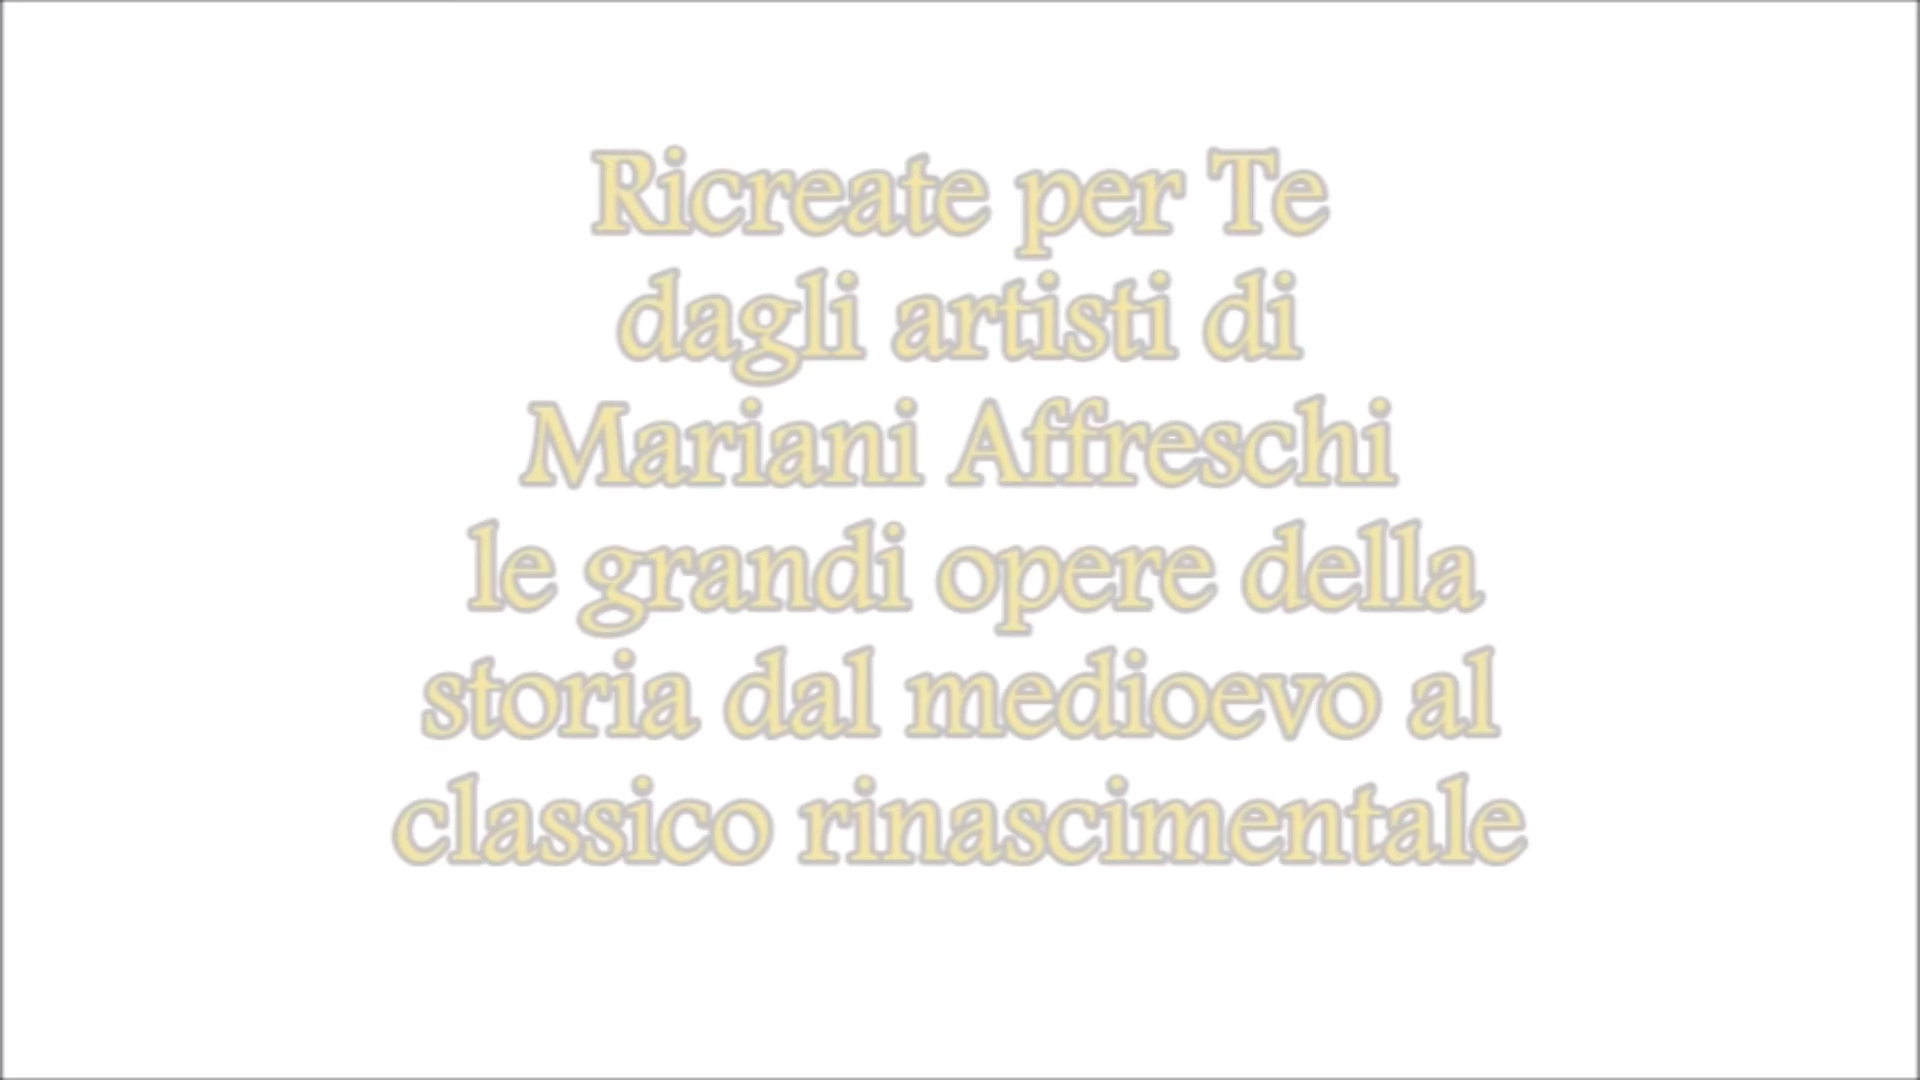 Ricreate per Te
dagli artisti di
Mariani Affreschi
le grandi opere della
storia dal medioevo al
classico rinascimentale